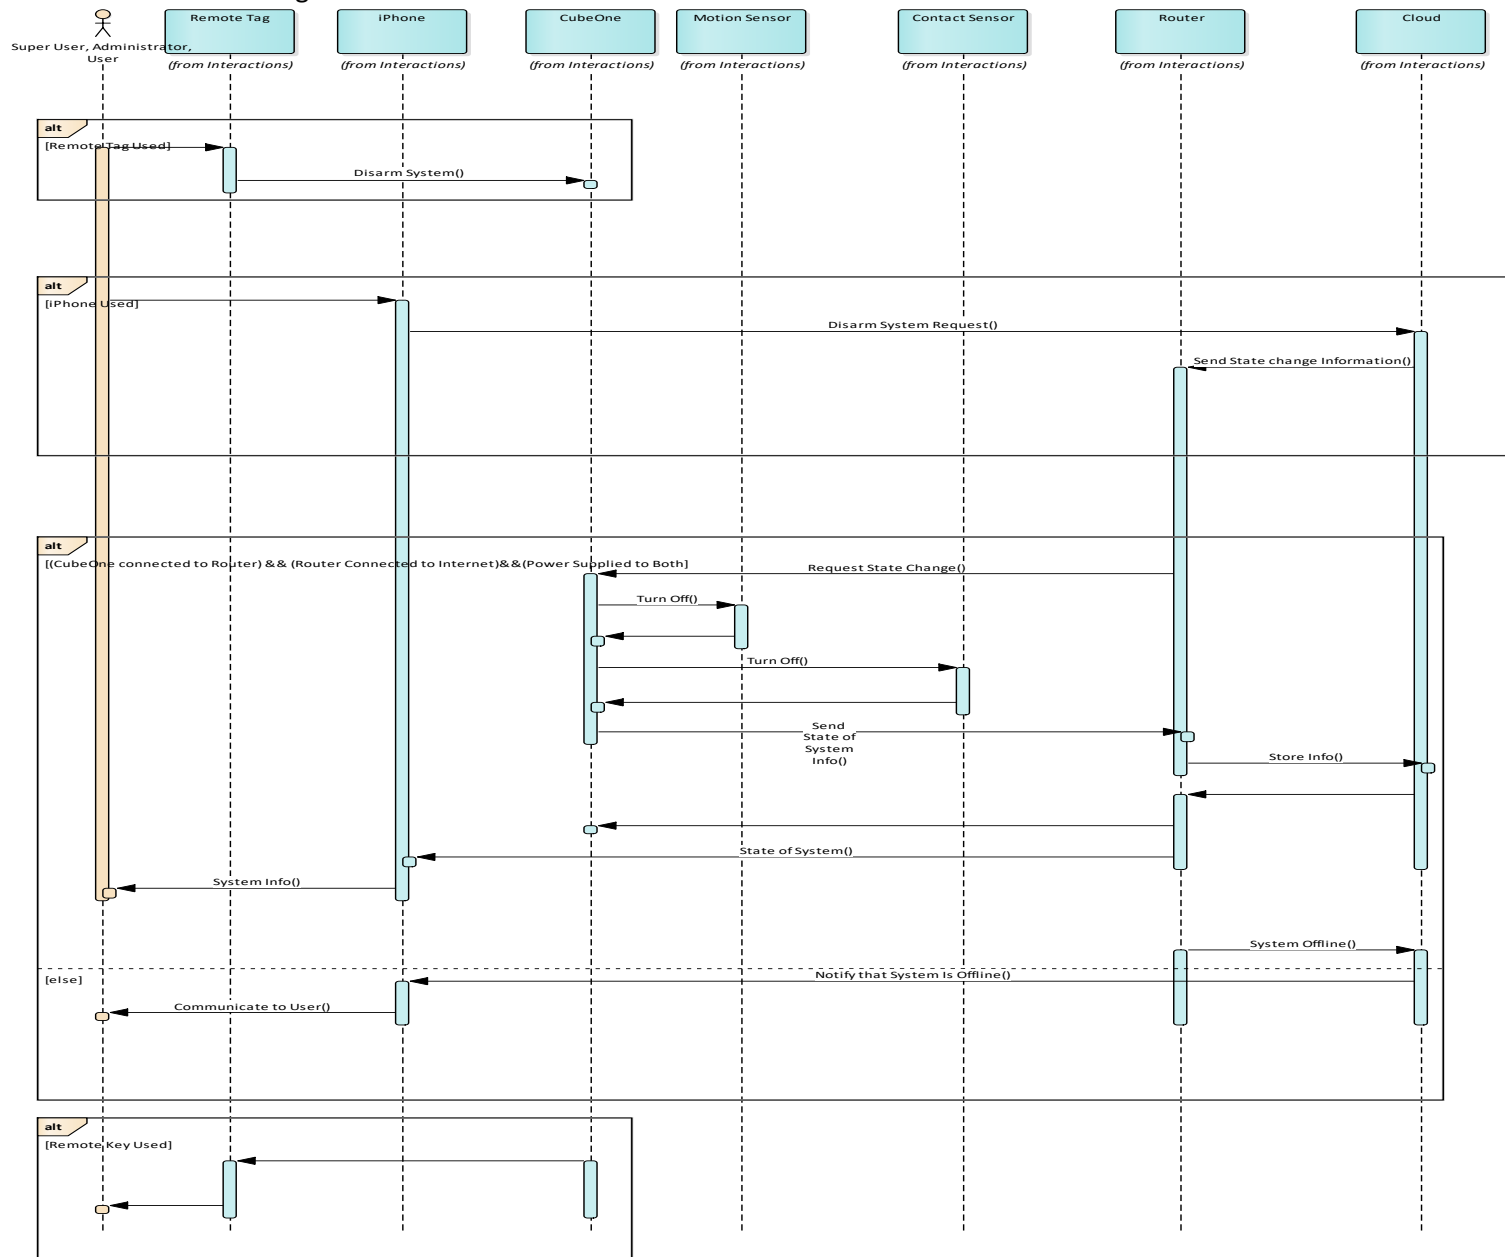 Remote Tag
iPhone
CubeOne
Motion Sensor
Contact Sensor
Router
Cloud
Super User, Administrator,
User
(from Interactions)
(from Interactions)
(from Interactions)
(from Interactions)
(from Interactions)
(from Interactions)
(from Interactions)
alt
[Remote Tag Used]
Disarm System()
alt
[iPhone Used]
Disarm System Request()
Send State change Information()
alt
[(CubeOne connected to Router) && (Router Connected to Internet)&&(Power Supplied to Both]
Request State Change()
Turn Off()
Turn Off()
Send
State of
System
Info()
Store Info()
State of System()
System Info()
System Offline()
[else]
Notify that System Is Offline()
Communicate to User()
alt
[Remote Key Used]